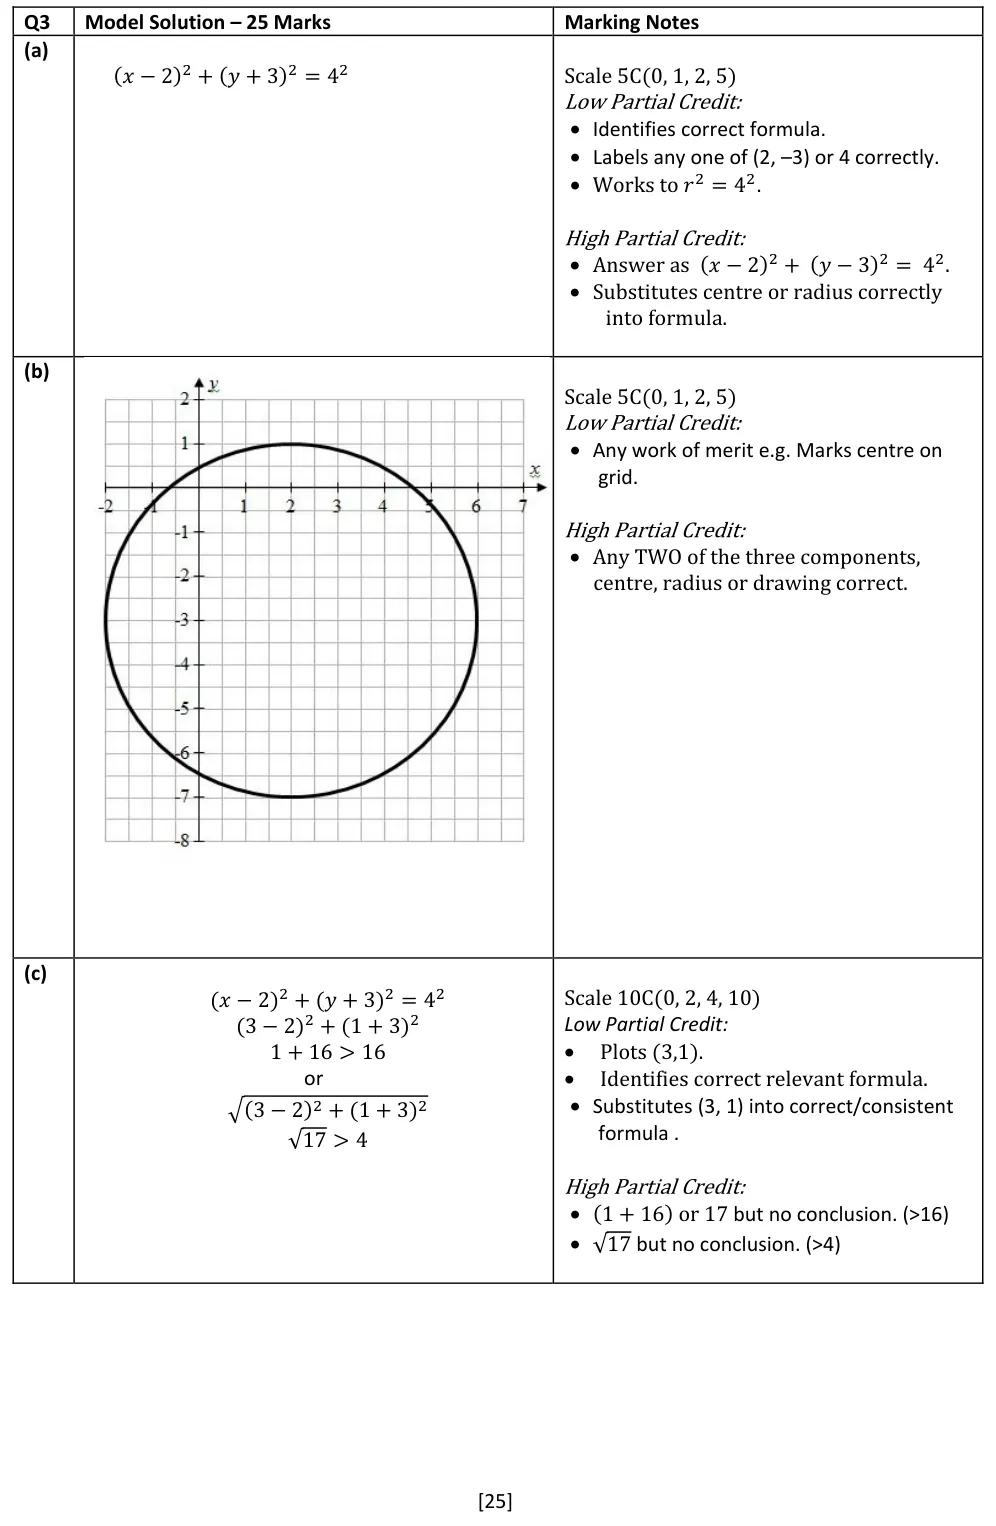 Q3 Model Solution – 25 Marks Marking Notes
(a)
(x − 2)² + (y + 3)² = 4²
Scale 5C(0, 1, 2, 5)
Low Partial Credit:
• Identifies correct formula.
• Labels any one of (2, –3) or 4 correctly.
• Works to r² = 4².
High Partial Credit:
• Answer as (x − 2)² + (y − 3)² = 4².
• Substitutes centre or radius correctly
into formula.
(b)
y
2
1
x
-2 -1 1 2 3 4 5 6 7
-1
-2
-3
-4
-5
-6
-7
-8
Scale 5C(0, 1, 2, 5)
Low Partial Credit:
• Any work of merit e.g. Marks centre on
grid.
High Partial Credit:
• Any TWO of the three components,
centre, radius or drawing correct.
(c)
(x − 2)² + (y + 3)² = 4²
(3 − 2)² + (1 + 3)²
1 + 16 > 16
or
√((3 − 2)² + (1 + 3)²)
√17 > 4
Scale 10C(0, 2, 4, 10)
Low Partial Credit:
• Plots (3,1).
• Identifies correct relevant formula.
• Substitutes (3, 1) into correct/consistent
formula .
High Partial Credit:
• (1 + 16) or 17 but no conclusion. (>16)
• √17 but no conclusion. (>4)
[25]